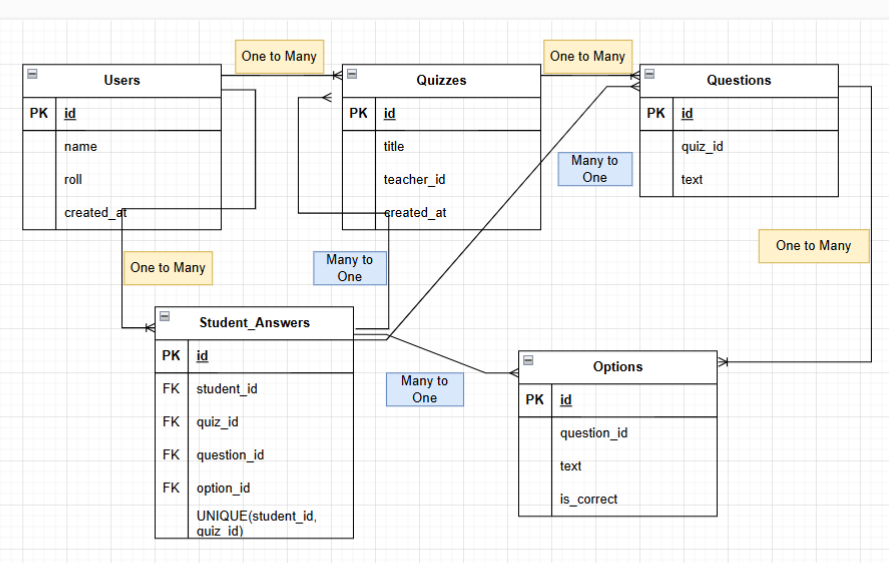 One to Many
One to Many
Users
PK id
name
roll
created_at
Quizzes
PK id
title
teacher_id
created_at
Questions
PK id
quiz_id
text
Many to
One
One to Many
One to Many
Many to
One
Student_Answers
PK id
FK student_id
FK quiz_id
FK question_id
FK option_id
UNIQUE(student_id,
quiz_id)
Many to
One
Options
PK id
question_id
text
is_correct